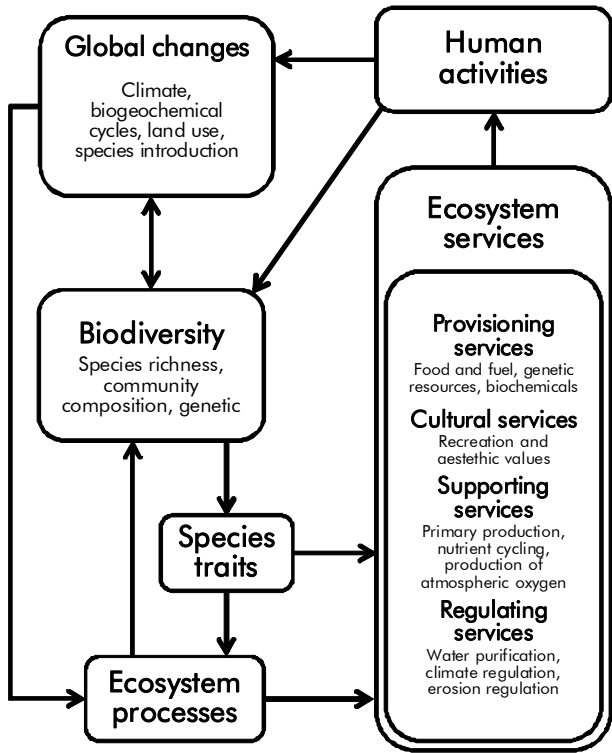 Global changes
Climate,
biogeochemical
cycles, land use,
species introduction
Human
activities
Biodiversity
Species richness,
community
composition, genetic
Species
traits
Ecosystem
processes
Ecosystem
services
Provisioning
services
Food and fuel, genetic
resources, biochemicals
Cultural services
Recreation and
aestethic values
Supporting
services
Primary production,
nutrient cycling,
production of
atmospheric oxygen
Regulating
services
Water purification,
climate regulation,
erosion regulation